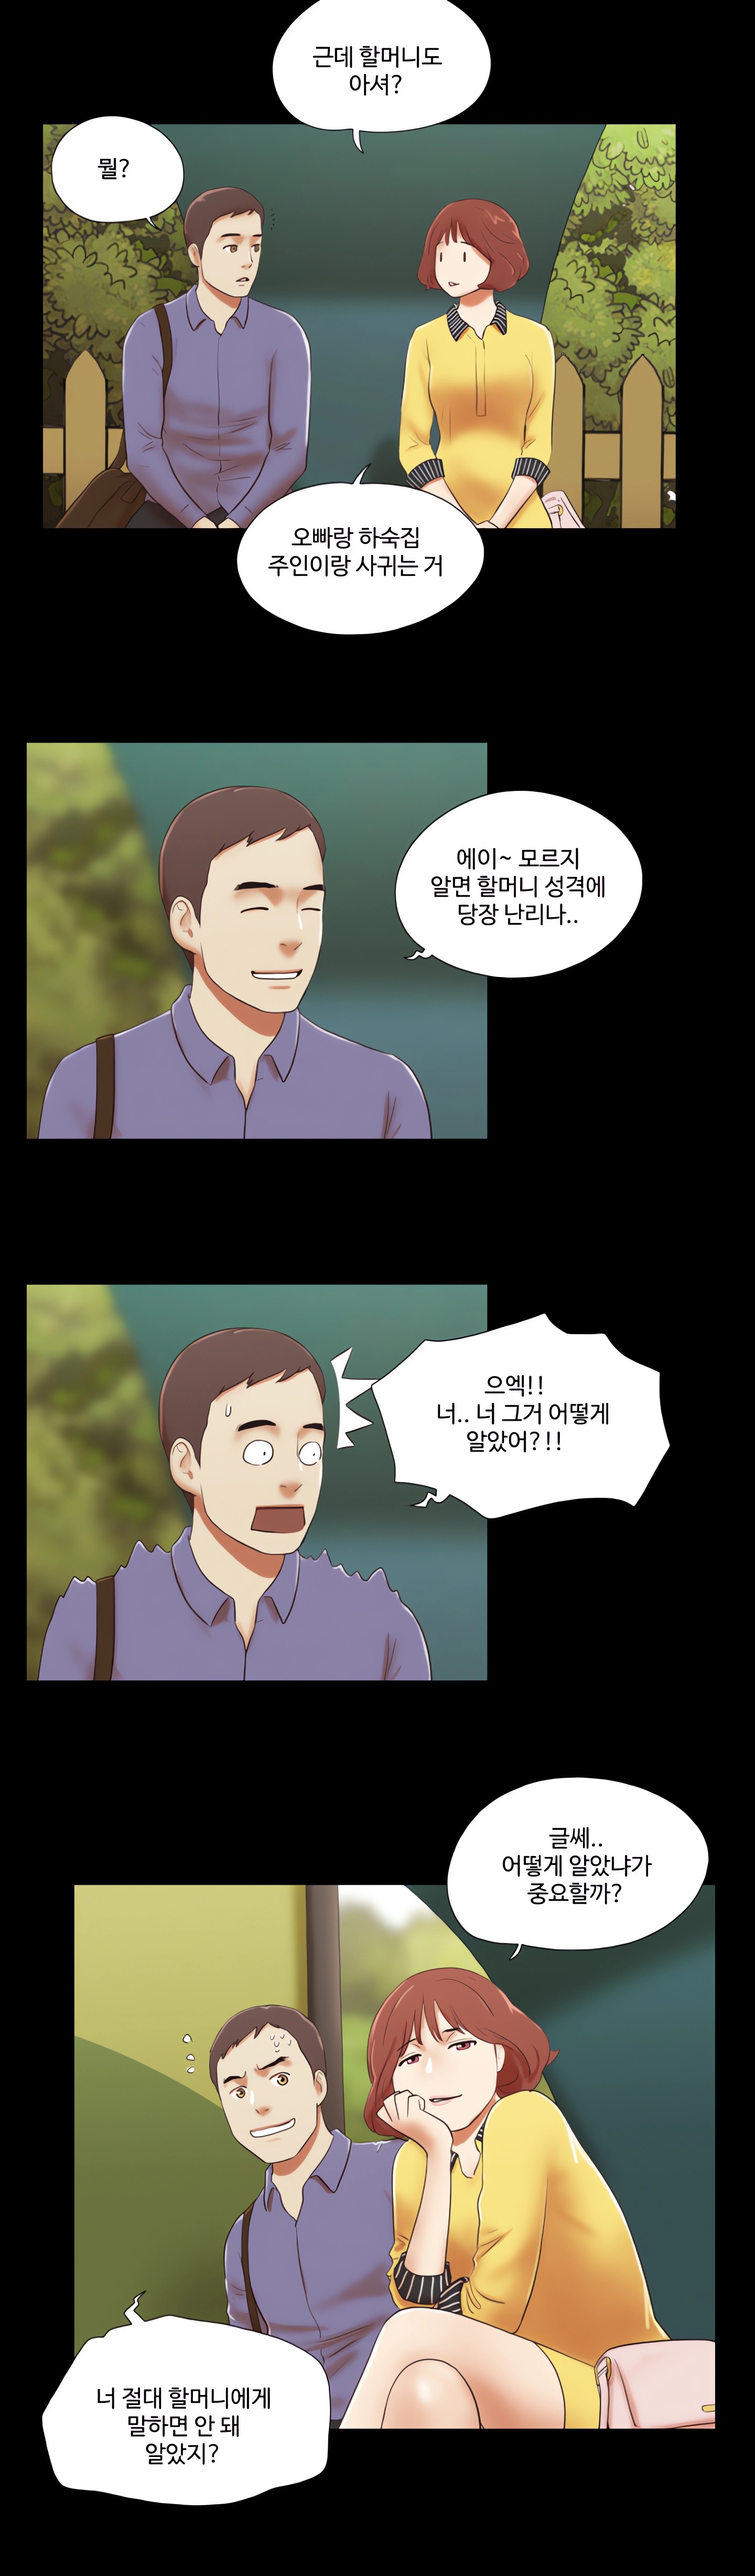 근데 할머니도
아셔?
뭘?
오빠랑 하숙집
주인이랑 사귀는 거
에이~ 모르지
알면 할머니 성격에
당장 난리나..
으엑!!
너.. 너 그거 어떻게
알았어?!!
글쎄..
어떻게 알았냐가
중요할까?
너 절대 할머니에게
말하면 안 돼
알았지?